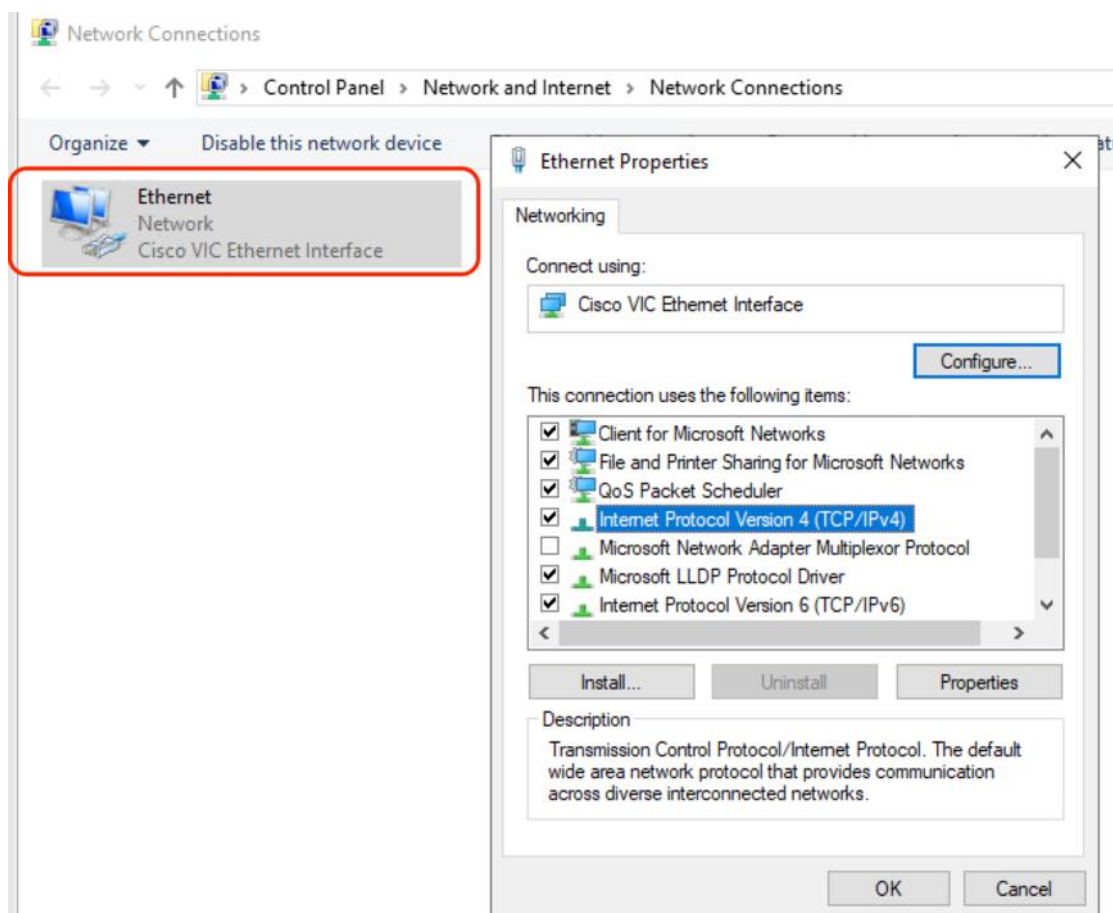 Network Connections
Control Panel > Network and Internet > Network Connections
Organize Disable this network device
Ethernet
Network
Cisco VIC Ethernet Interface
Ethernet Properties
Networking
Connect using:
Cisco VIC Ethernet Interface
Configure...
This connection uses the following items:
Client for Microsoft Networks
File and Printer Sharing for Microsoft Networks
QoS Packet Scheduler
Internet Protocol Version 4 (TCP/IPv4)
Microsoft Network Adapter Multiplexor Protocol
Microsoft LLDP Protocol Driver
Internet Protocol Version 6 (TCP/IPv6)
Install... Uninstall Properties
Description
Transmission Control Protocol/Internet Protocol. The default
wide area network protocol that provides communication
across diverse interconnected networks.
OK Cancel